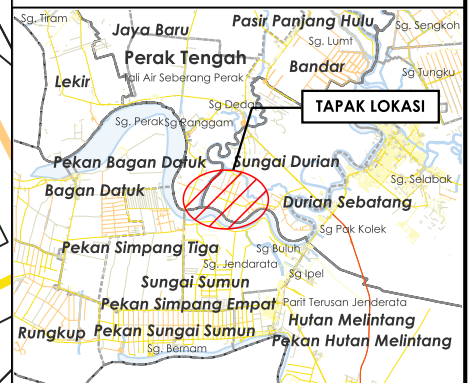 Sg. Tiram
Jaya Baru
Pasir Panjang Hulu
Sg. Sengkoh
Sg. Lumt
Perak Tengah
Bandar
Sg Tungku
Lekir
Tali Air Seberang Perak
Sg Dedap
TAPAK LOKASI
Sg. Perak
Sg Ranggam
Pekan Bagan Datuk
Sungai Durian
Sg. Selabak
Bagan Datuk
Durian Sebatang
Sg Pak Kolek
Pekan Simpang Tiga
Sg Buluh
Sg. Jendarata
Sg Ipel
Sungai Sumun
Pekan Simpang Empat
Parit Terusan Jenderata
Hutan Melintang
Rungkup
Pekan Sungai Sumun
Pekan Hutan Melintang
Sg. Bernam